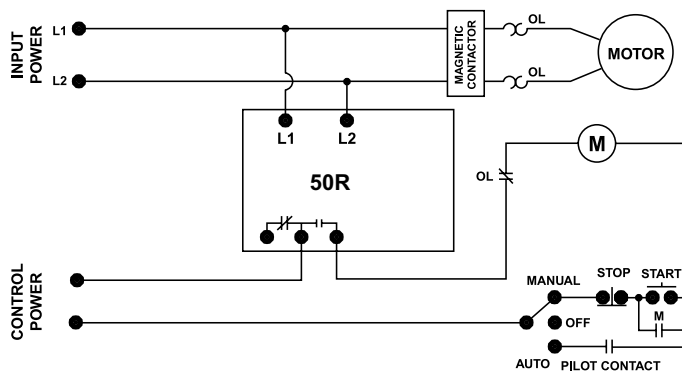 INPUT
POWER
L1
L2
MAGNETIC
CONTACTOR
OL
OL
MOTOR
L1
L2
50R
OL
M
CONTROL
POWER
MANUAL
STOP
START
OFF
M
AUTO
PILOT CONTACT